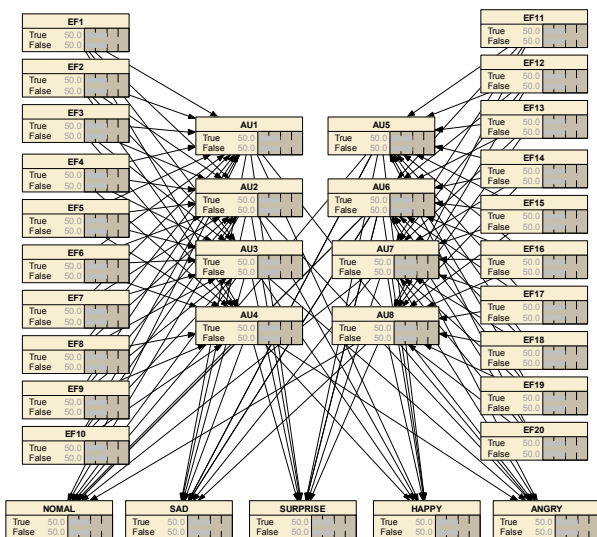 EF1
True 50.0
False 50.0
EF2
True 50.0
False 50.0
EF3
True 50.0
False 50.0
EF4
True 50.0
False 50.0
EF5
True 50.0
False 50.0
EF6
True 50.0
False 50.0
EF7
True 50.0
False 50.0
EF8
True 50.0
False 50.0
EF9
True 50.0
False 50.0
EF10
True 50.0
False 50.0
AU1
True 50.0
False 50.0
AU2
True 50.0
False 50.0
AU3
True 50.0
False 50.0
AU4
True 50.0
False 50.0
AU5
True 50.0
False 50.0
AU6
True 50.0
False 50.0
AU7
True 50.0
False 50.0
AU8
True 50.0
False 50.0
EF11
True 50.0
False 50.0
EF12
True 50.0
False 50.0
EF13
True 50.0
False 50.0
EF14
True 50.0
False 50.0
EF15
True 50.0
False 50.0
EF16
True 50.0
False 50.0
EF17
True 50.0
False 50.0
EF18
True 50.0
False 50.0
EF19
True 50.0
False 50.0
EF20
True 50.0
False 50.0
NOMAL
True 50.0
False 50.0
SAD
True 50.0
False 50.0
SURPRISE
True 50.0
False 50.0
HAPPY
True 50.0
False 50.0
ANGRY
True 50.0
False 50.0